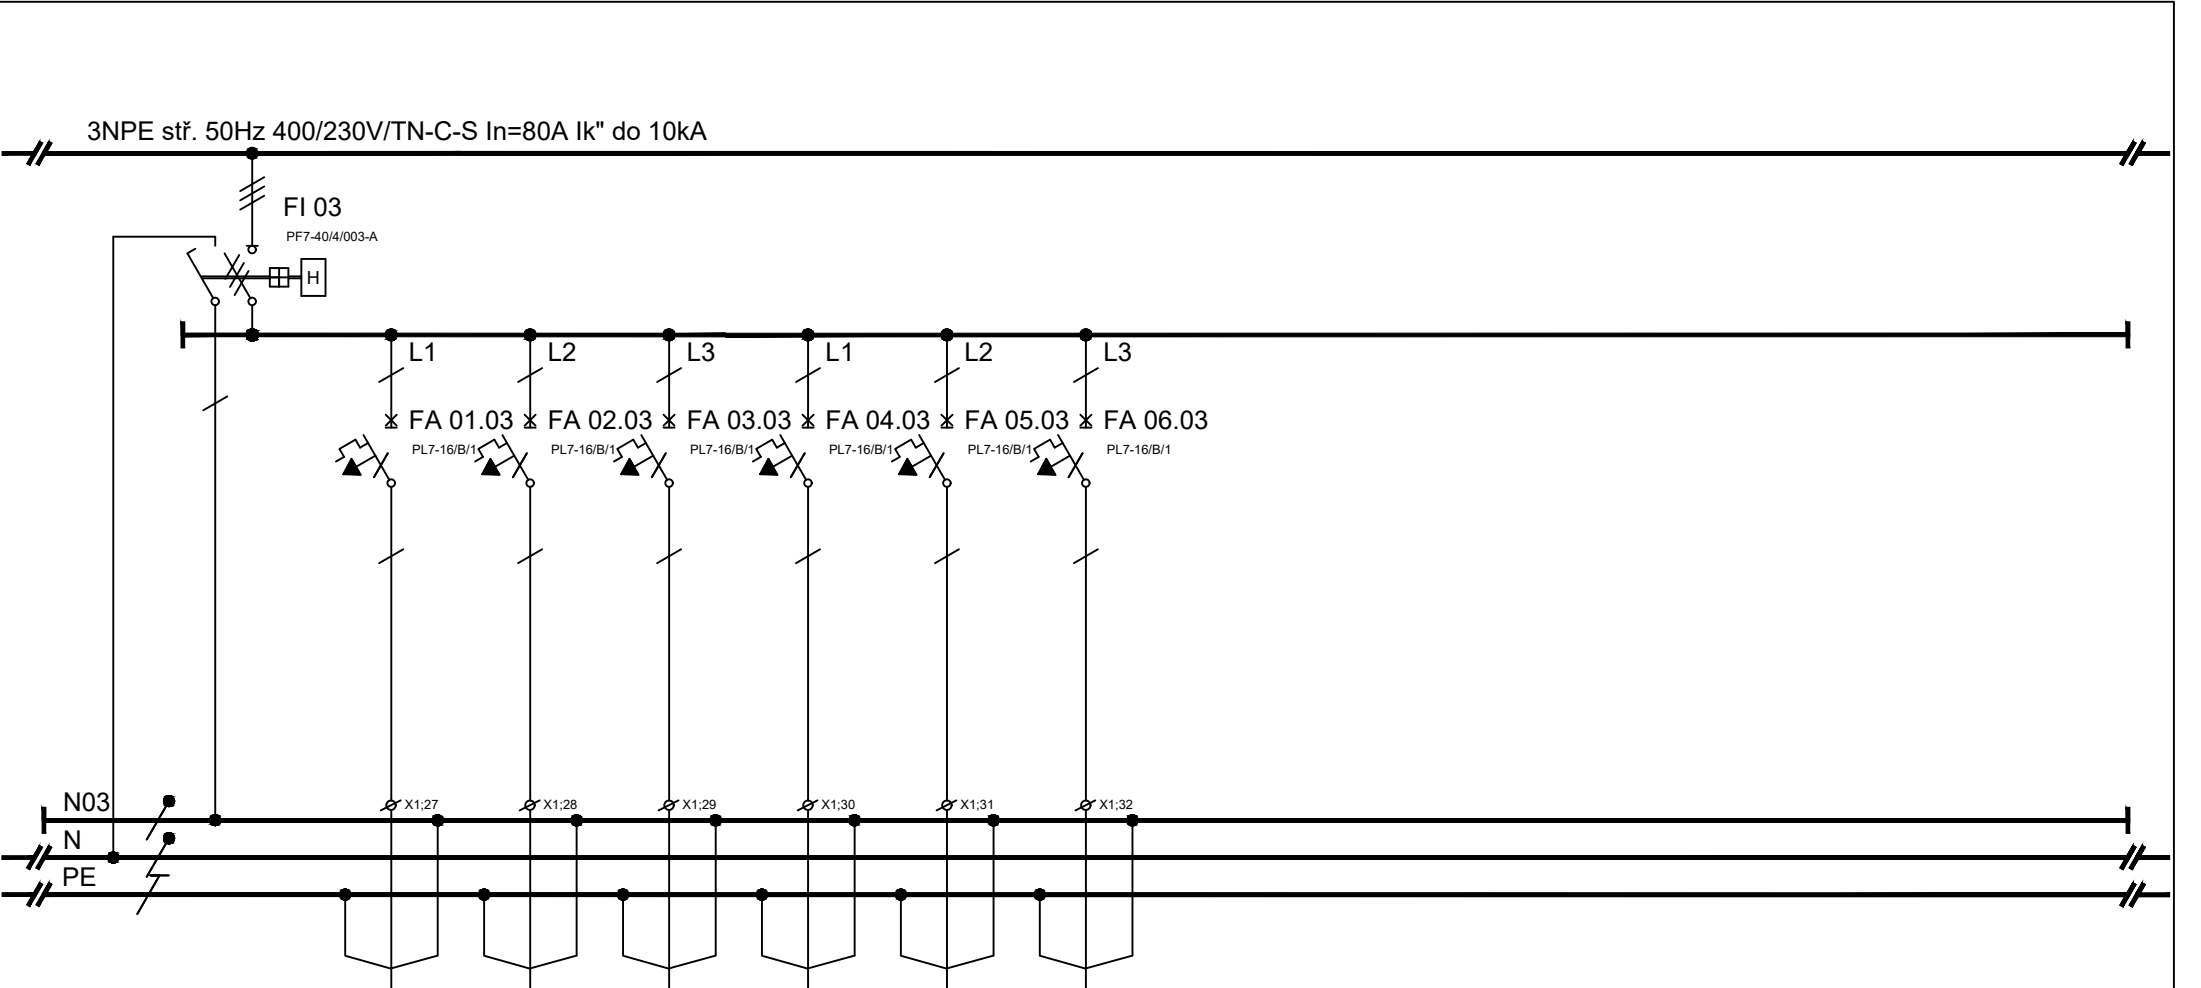 3NPE stř. 50Hz 400/230V/TN-C-S In=80A Ik" do 10kA
FI 03
PF7-40/4/003-A
H
L1 L2 L3 L1 L2 L3
FA 01.03 FA 02.03 FA 03.03 FA 04.03 FA 05.03 FA 06.03
PL7-16/B/1 PL7-16/B/1 PL7-16/B/1 PL7-16/B/1 PL7-16/B/1 PL7-16/B/1
N03 X1;27 X1;28 X1;29 X1;30 X1;31 X1;32
N
PE